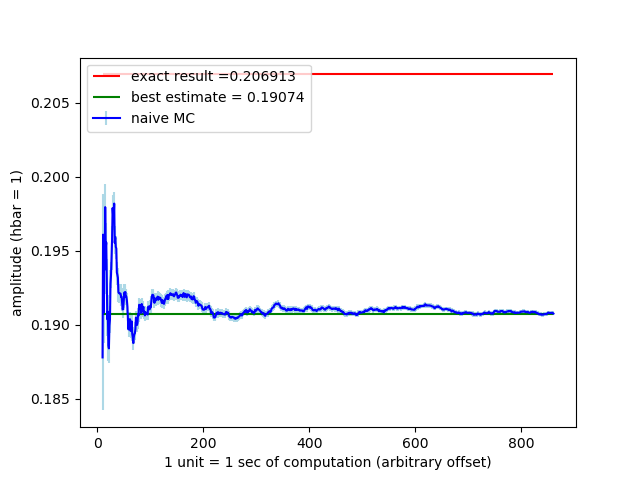 exact result =0.206913
best estimate = 0.19074
naive MC
0.205
0.200
0.195
0.190
0.185
amplitude (hbar = 1)
0 200 400 600 800
1 unit = 1 sec of computation (arbitrary offset)